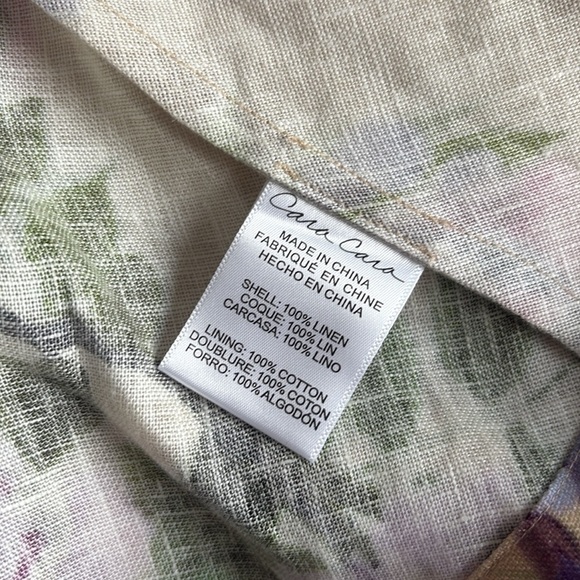 Cara Cara
MADE IN CHINA
FABRIQUÉ EN CHINE
HECHO EN CHINA
SHELL: 100% LINEN
COQUE: 100% LIN
CARCASA: 100% LINO
LINING: 100% COTTON
DOUBLURE: 100% COTON
FORRO: 100% ALGODÓN